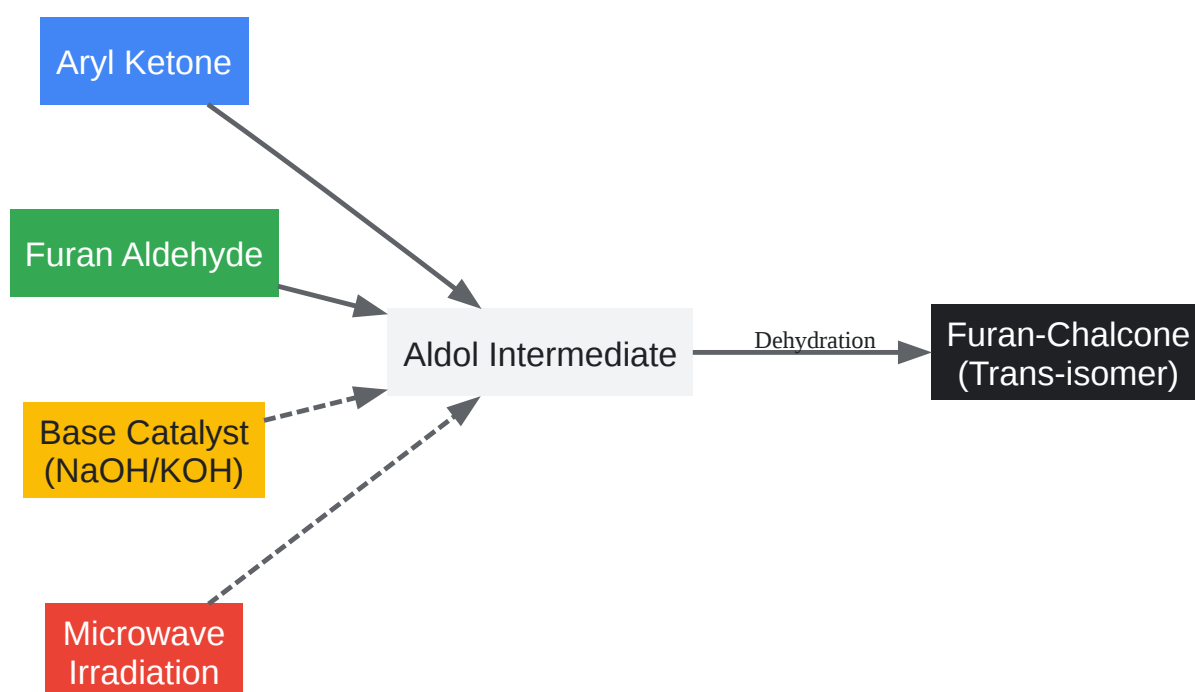 Aryl Ketone
Furan Aldehyde
Base Catalyst
(NaOH/KOH)
Microwave
Irradiation
Aldol Intermediate
Dehydration
Furan-Chalcone
(Trans-isomer)